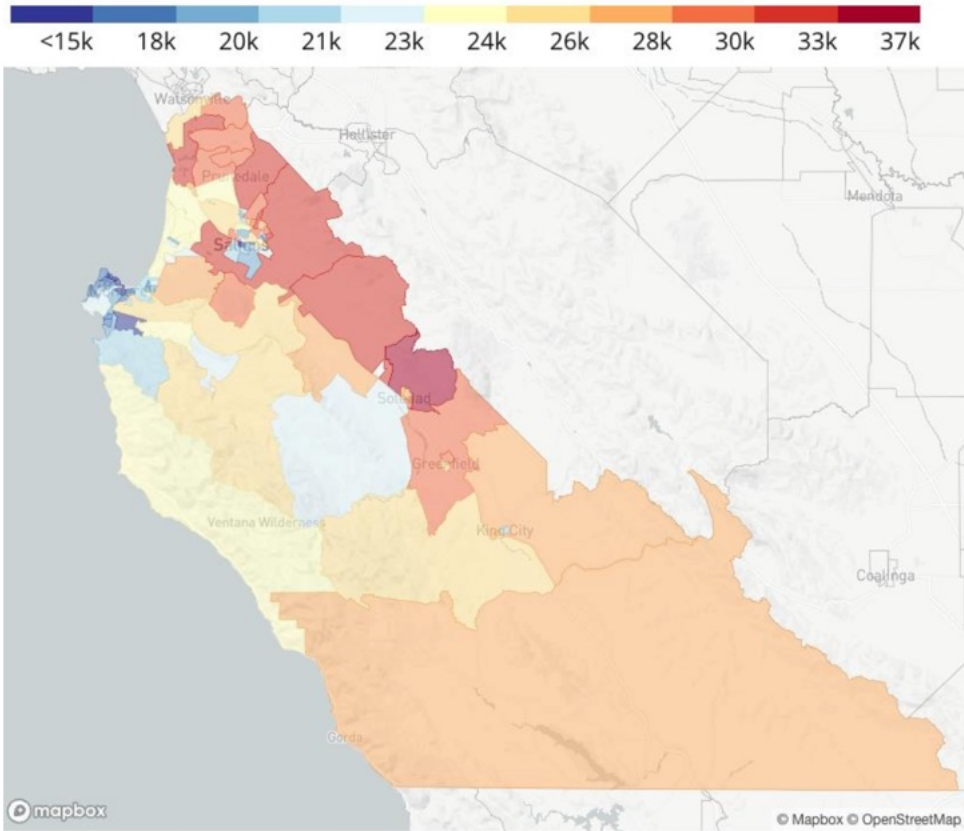 <15k 18k 20k 21k 23k 24k 26k 28k 30k 33k 37k
Watsonville
Hollister
Prunedale
Mendota
Salinas
Soledad
Greenfield
Ventana Wilderness
King City
Coalinga
Gorda
mapbox
© Mapbox © OpenStreetMap